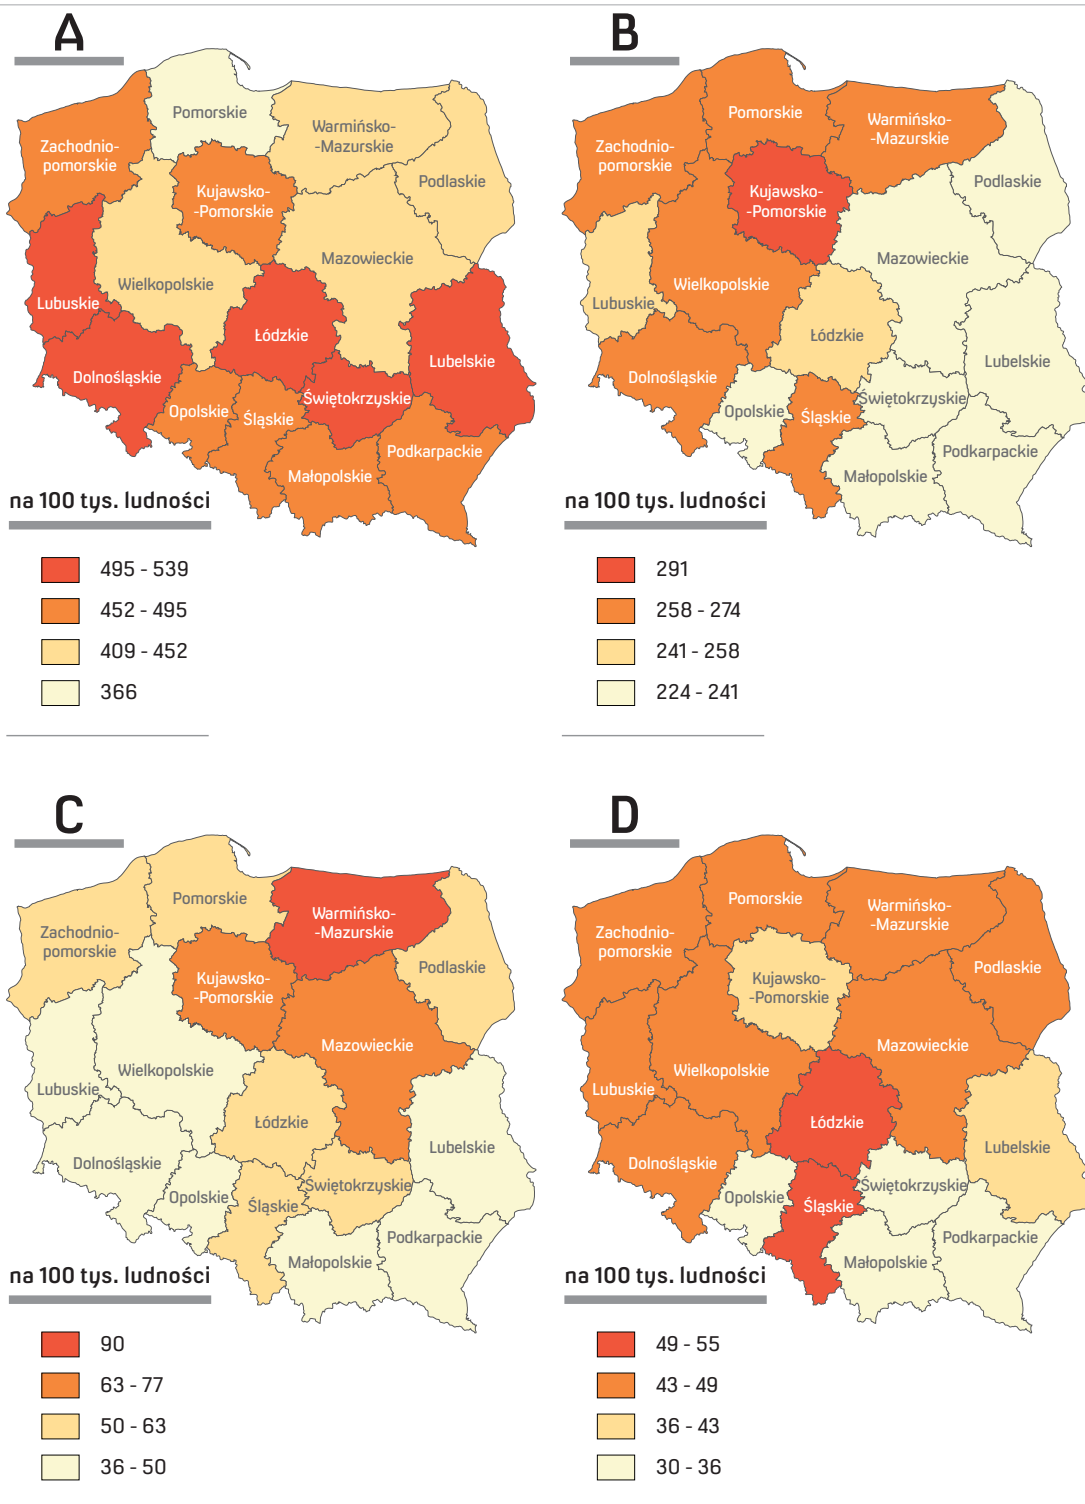 A
Pomorskie
Zachodnio-
pomorskie
Warmińsko-
-Mazurskie
Kujawsko-
-Pomorskie
Podlaskie
Mazowieckie
Wielkopolskie
Lubuskie
Łódzkie
Lubelskie
Dolnośląskie
Świętokrzyskie
Opolskie
Śląskie
Podkarpackie
Małopolskie
na 100 tys. ludności
495 - 539
452 - 495
409 - 452
366
B
Pomorskie
Warmińsko-
-Mazurskie
Zachodnio-
pomorskie
Podlaskie
Kujawsko-
-Pomorskie
Mazowieckie
Wielkopolskie
Lubuskie
Łódzkie
Lubelskie
Dolnośląskie
Świętokrzyskie
Opolskie
Śląskie
Podkarpackie
Małopolskie
na 100 tys. ludności
291
258 - 274
241 - 258
224 - 241
C
Pomorskie
Warmińsko-
-Mazurskie
Zachodnio-
pomorskie
Podlaskie
Kujawsko-
-Pomorskie
Mazowieckie
Wielkopolskie
Lubuskie
Łódzkie
Lubelskie
Dolnośląskie
Świętokrzyskie
Opolskie
Śląskie
Podkarpackie
Małopolskie
na 100 tys. ludności
90
63 - 77
50 - 63
36 - 50
D
Pomorskie
Warmińsko-
-Mazurskie
Zachodnio-
pomorskie
Podlaskie
Kujawsko-
-Pomorskie
Mazowieckie
Wielkopolskie
Lubuskie
Łódzkie
Lubelskie
Dolnośląskie
Świętokrzyskie
Opolskie
Śląskie
Podkarpackie
Małopolskie
na 100 tys. ludności
49 - 55
43 - 49
36 - 43
30 - 36